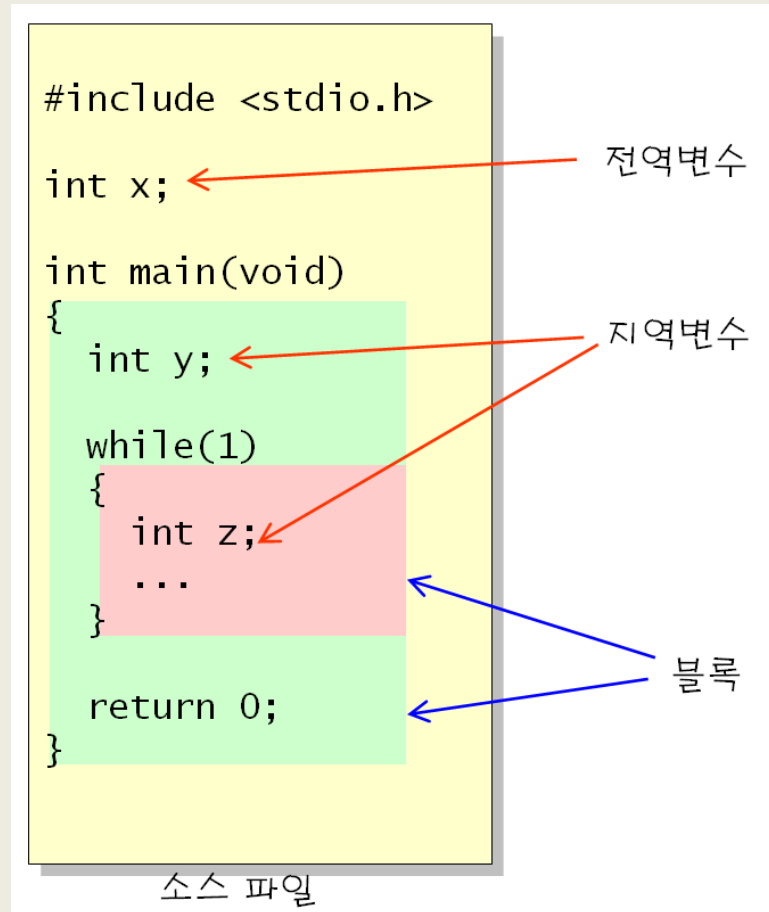 #include <stdio.h>
전역변수
int x;
int main(void)
{
지역변수
int y;
while(1)
{
int z;
...
}
블록
return 0;
}
소스 파일